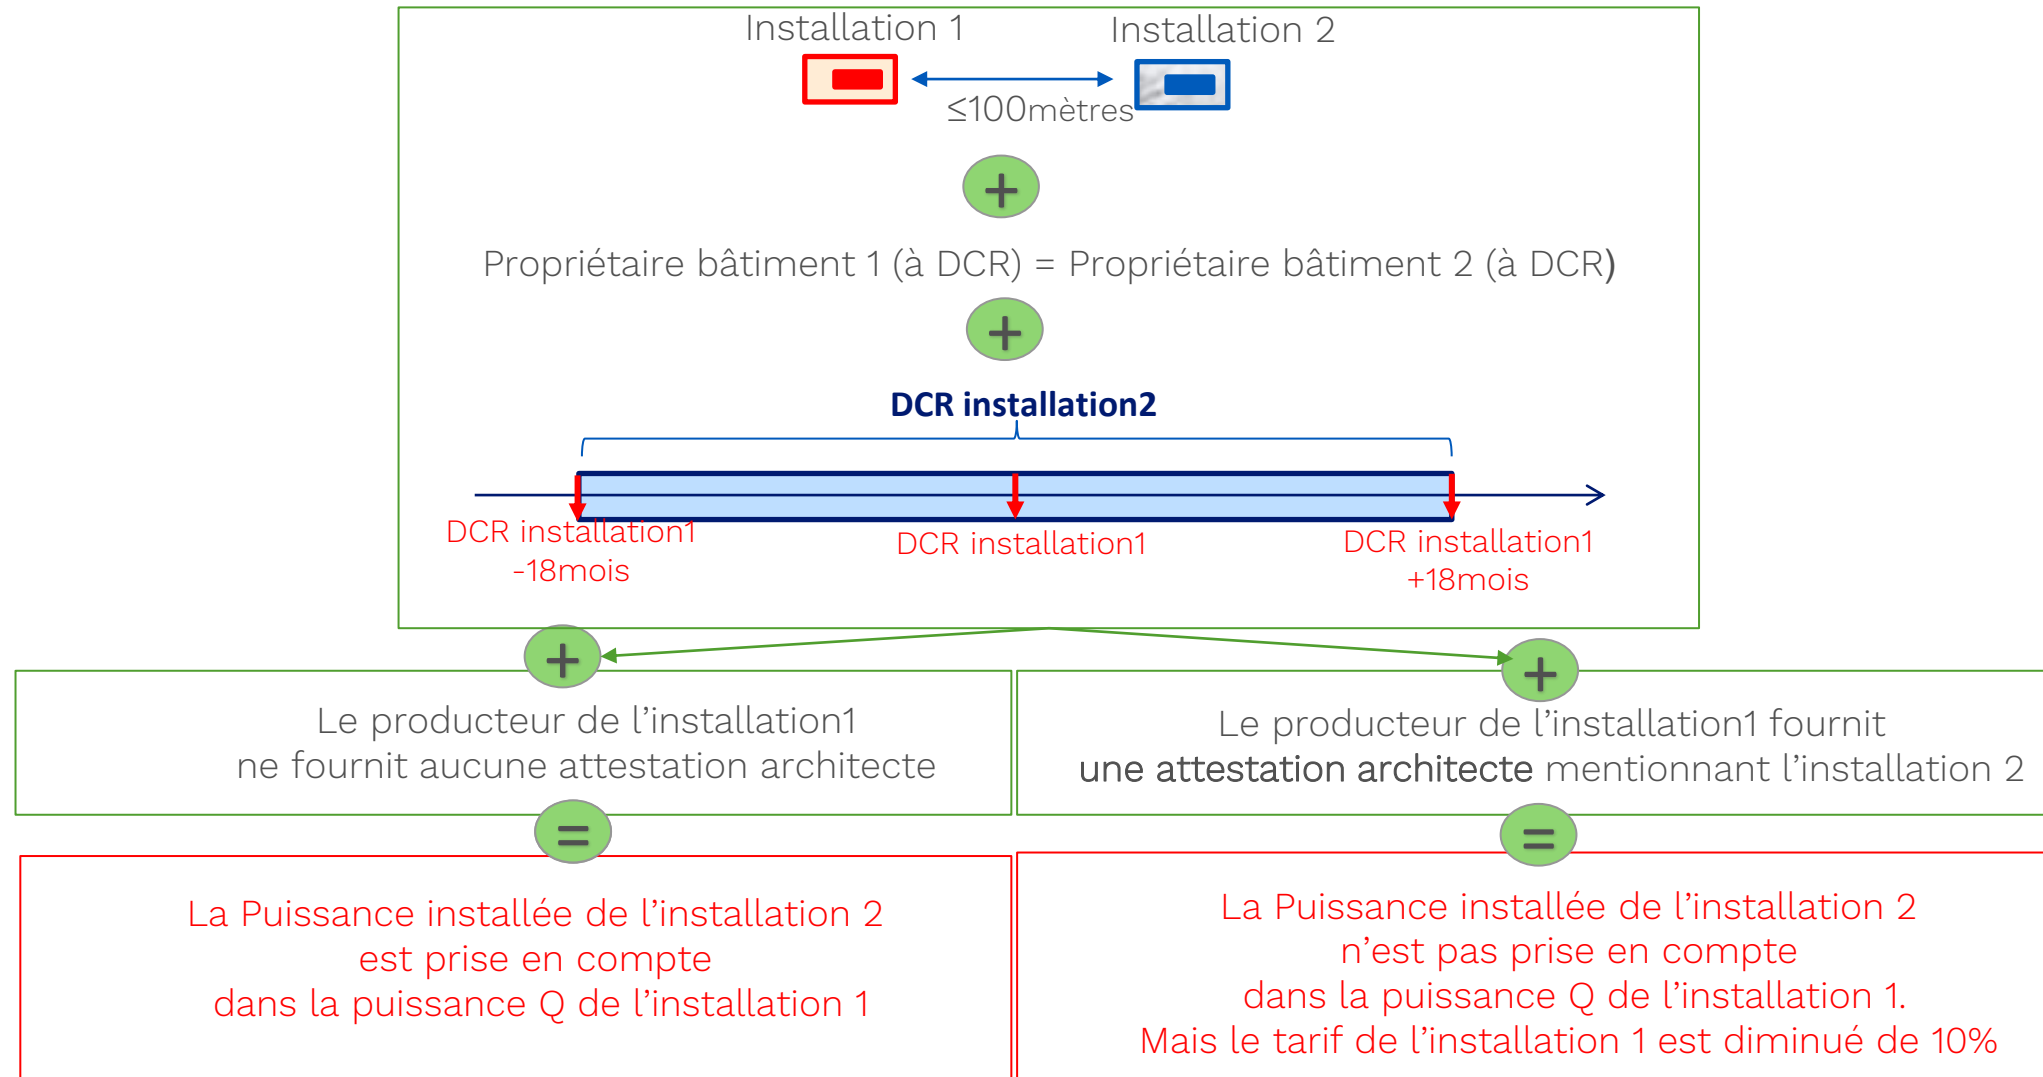 Installation 1
Installation 2
≤100mètres
+
Propriétaire bâtiment 1 (à DCR) = Propriétaire bâtiment 2 (à DCR)
+
DCR installation2
DCR installation1
-18mois
DCR installation1
DCR installation1
+18mois
+
Le producteur de l’installation1
ne fournit aucune attestation architecte
=
La Puissance installée de l’installation 2
est prise en compte
dans la puissance Q de l’installation 1
+
Le producteur de l’installation1 fournit
une attestation architecte mentionnant l’installation 2
=
La Puissance installée de l’installation 2
n’est pas prise en compte
dans la puissance Q de l’installation 1.
Mais le tarif de l’installation 1 est diminué de 10%